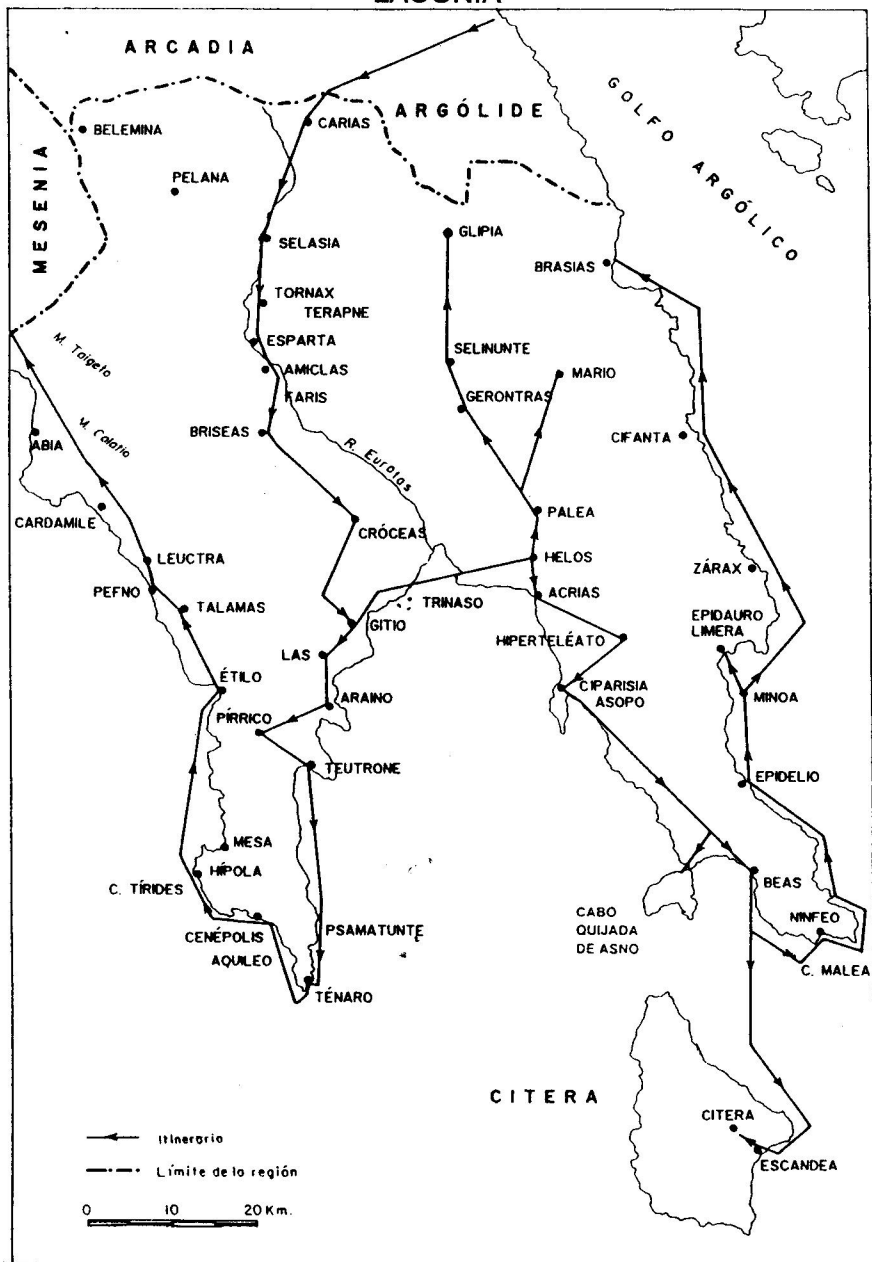 LACONIA
ARCADIA
ARGÓLIDE
GOLFO ARGÓLICO
MESENIA
BELEMINA
CARIAS
PELANA
SELASIA
GLIPIA
BRASIAS
TORNAX
TERAPNE
ESPARTA
M. Taigeto
AMICLAS
SELINUNTE
MARIO
FARIS
GERONTRAS
BRISEAS
ABIA
M. Calatio
R. Eurotas
CIFANTA
CARDAMILE
CRÓCEAS
PALEA
LEUCTRA
HELOS
ZÁRAX
PEFNO
TALAMAS
TRINASO
ACRIAS
GITIO
HIPERTELÉATO
EPIDAURO
LIMERA
LAS
ÉTILO
ARAINO
CIPARISIA
ASOPO
MINOA
PÍRRICO
TEUTRONE
EPIDELIO
MESA
HÍPOLA
C. TÍRIDES
BEAS
CENÉPOLIS
PSAMATUNTE
CABO
QUIJADA
DE ASNO
NINFEO
AQUILEO
C. MALEA
TÉNARO
CITERA
CITERA
ESCANDEA
Itinerario
Límite de la región
0 10 20 Km.